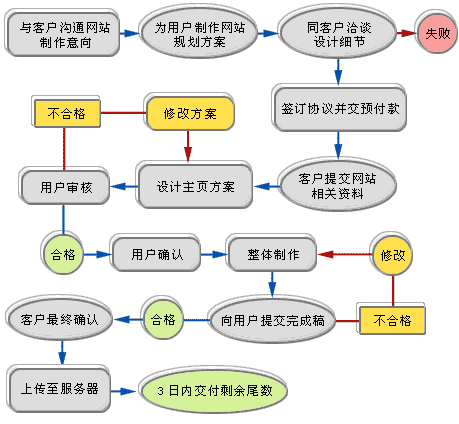 与客户沟通网站
制作意向
为用户制作网站
规划方案
同客户洽谈
设计细节
失败
签订协议并交预付款
不合格
修改方案
用户审核
设计主页方案
客户提交网站
相关资料
合格
用户确认
整体制作
修改
客户最终确认
合格
向用户提交完成稿
不合格
上传至服务器
3日内交付剩余尾数